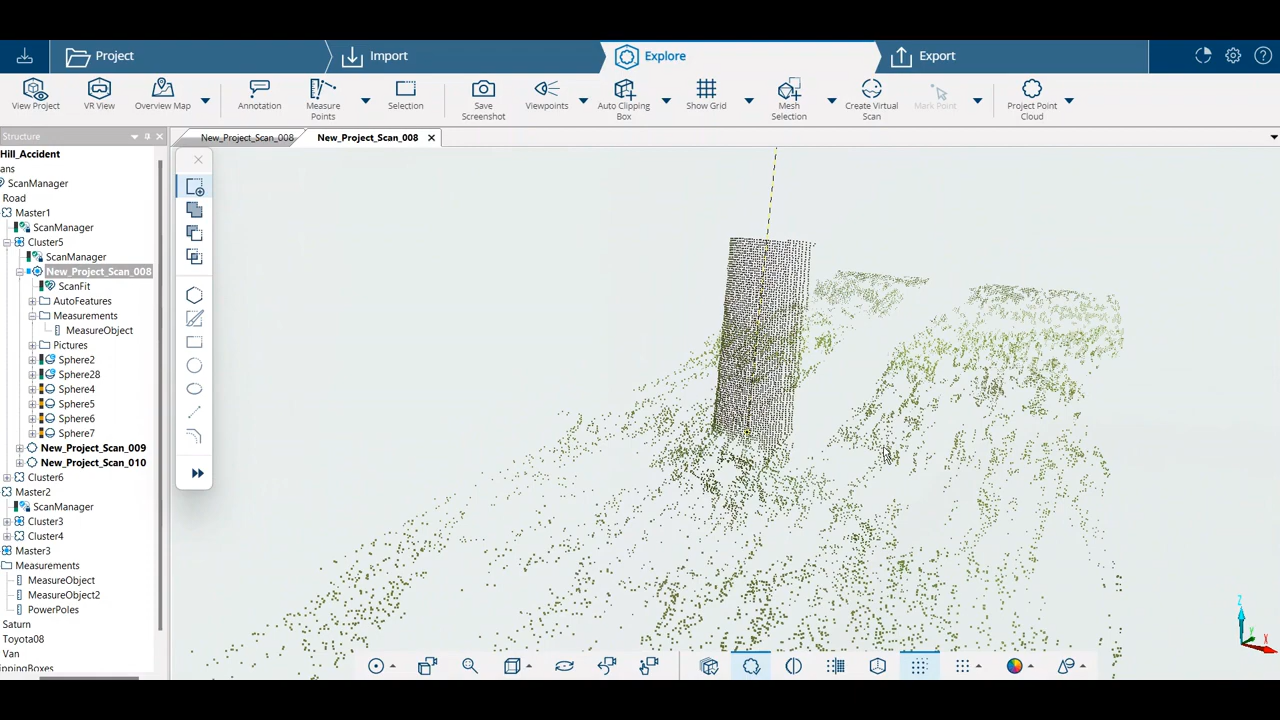 Project
Import
Explore
Export
View Project
VR View
Overview Map
Annotation
Measure Points
Selection
Save Screenshot
Viewpoints
Auto Clipping Box
Show Grid
Mesh Selection
Create Virtual Scan
Mark Point
Project Point Cloud
Structure
New_Project_Scan_008
New_Project_Scan_008
Hill_Accident
ans
ScanManager
Road
Master1
ScanManager
Cluster5
ScanManager
New_Project_Scan_008
ScanFit
AutoFeatures
Measurements
MeasureObject
Pictures
Sphere2
Sphere28
Sphere4
Sphere5
Sphere6
Sphere7
New_Project_Scan_009
New_Project_Scan_010
Cluster6
Master2
ScanManager
Cluster3
Cluster4
Master3
Measurements
MeasureObject
MeasureObject2
PowerPoles
Saturn
Toyota08
Van
ippingBoxes
Z
Y
X